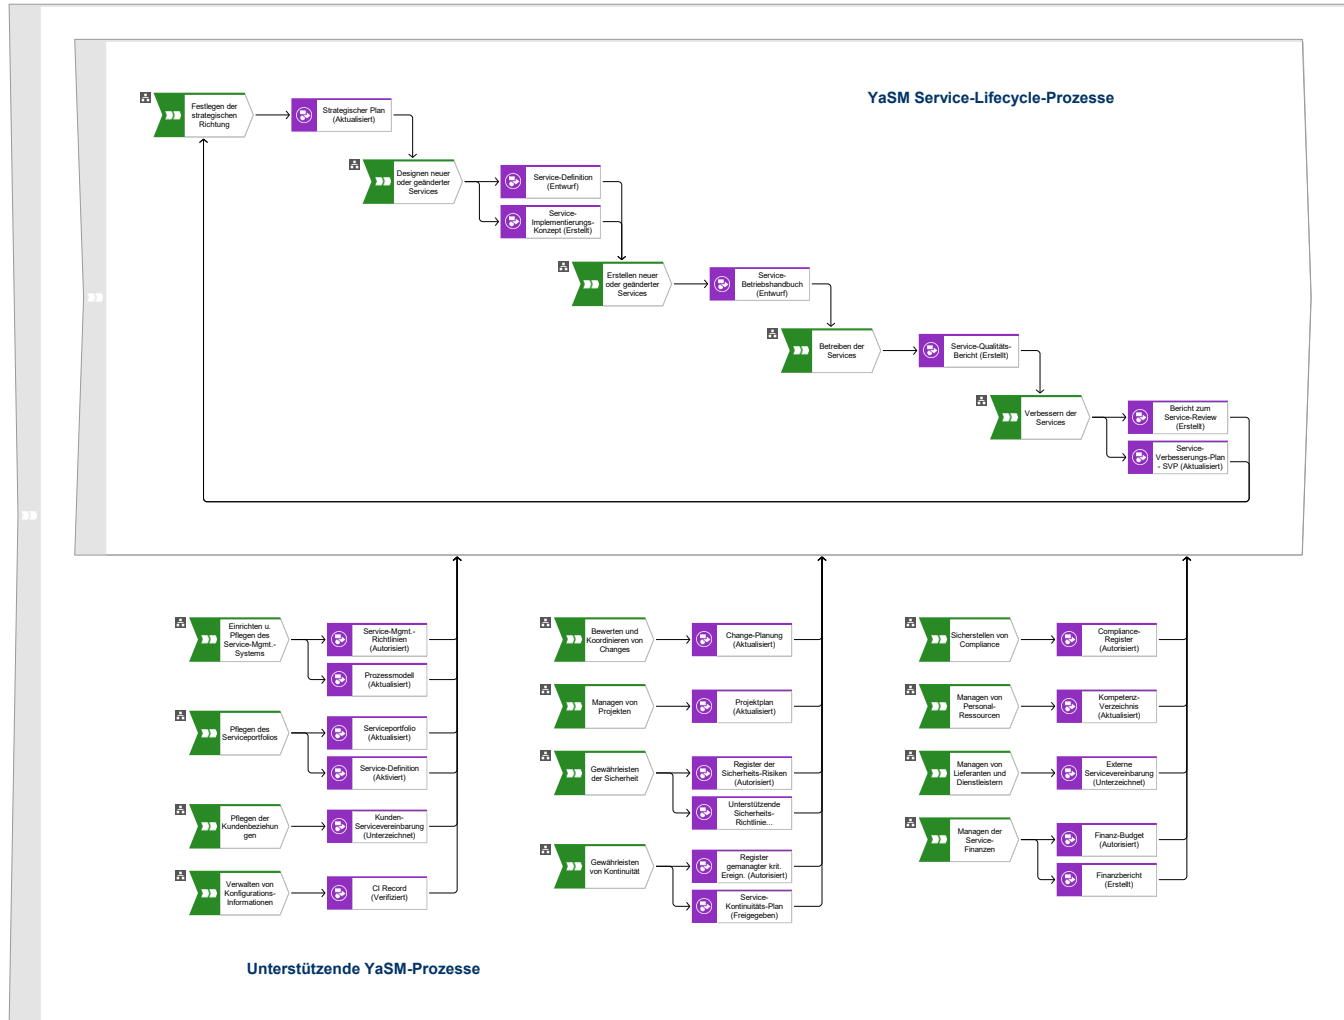 YaSM Service-Lifecycle-Prozesse
Festlegen der
strategischen
Richtung
Strategischer Plan
(Aktualisiert)
Designen neuer
oder geänderter
Services
Service-Definition
(Entwurf)
Service-
Implementierungs-
Konzept (Erstellt)
Erstellen neuer
oder geänderter
Services
Service-
Betriebshandbuch
(Entwurf)
Betreiben der
Services
Service-Qualitäts-
Bericht (Erstellt)
Verbessern der
Services
Bericht zum
Service-Review
(Erstellt)
Service-
Verbesserungs-Plan
- SVP (Aktualisiert)
Einrichten u.
Pflegen des
Service-Mgmt.-
Systems
Service-Mgmt.-
Richtlinien
(Autorisiert)
Prozessmodell
(Aktualisiert)
Pflegen des
Serviceportfolios
Serviceportfolio
(Aktualisiert)
Service-Definition
(Aktiviert)
Pflegen der
Kundenbeziehun
gen
Kunden-
Servicevereinbarung
(Unterzeichnet)
Verwalten von
Konfigurations-
Informationen
CI Record
(Verifiziert)
Bewerten und
Koordinieren von
Changes
Change-Planung
(Aktualisiert)
Managen von
Projekten
Projektplan
(Aktualisiert)
Gewährleisten
der Sicherheit
Register der
Sicherheits-Risiken
(Autorisiert)
Unterstützende
Sicherheits-
Richtlinie...
Gewährleisten
von Kontinuität
Register
gemanagter krit.
Ereign. (Autorisiert)
Service-
Kontinuitäts-Plan
(Freigegeben)
Sicherstellen von
Compliance
Compliance-
Register
(Autorisiert)
Managen von
Personal-
Ressourcen
Kompetenz-
Verzeichnis
(Aktualisiert)
Managen von
Lieferanten und
Dienstleistern
Externe
Servicevereinbarung
(Unterzeichnet)
Managen der
Service-
Finanzen
Finanz-Budget
(Autorisiert)
Finanzbericht
(Erstellt)
Unterstützende YaSM-Prozesse